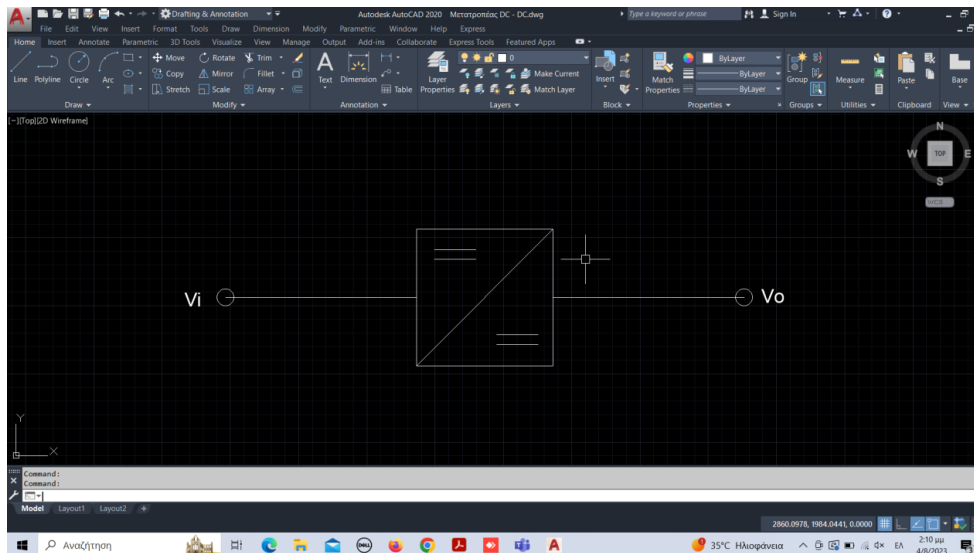 Drafting & Annotation Autodesk AutoCAD 2020 Μετατροπέας DC - DC.dwg Type a keyword or phrase Sign In
File Edit View Insert Format Tools Draw Dimension Modify Parametric Window Help Express
Home Insert Annotate Parametric 3D Tools Visualize View Manage Output Add-ins Collaborate Express Tools Featured Apps
Line Polyline Circle Arc
Move Rotate Trim
Copy Mirror Fillet
Stretch Scale Array
Text Dimension
Table
Layer Properties
0
Make Current
Match Layer
Insert
Match Properties
ByLayer
ByLayer
ByLayer
Group
Measure
Paste
Base
Draw Modify Annotation Layers Block Properties Groups Utilities Clipboard View
[-][Top][2D Wireframe]
N
W TOP E
S
WCS
Vi Vo
Y
X
Command:
Command:
Model Layout1 Layout2 +
2860.0978, 1984.0441, 0.0000
Αναζήτηση DELL 35°C Ηλιοφάνεια ΕΛ 2:10 μμ
4/8/2023